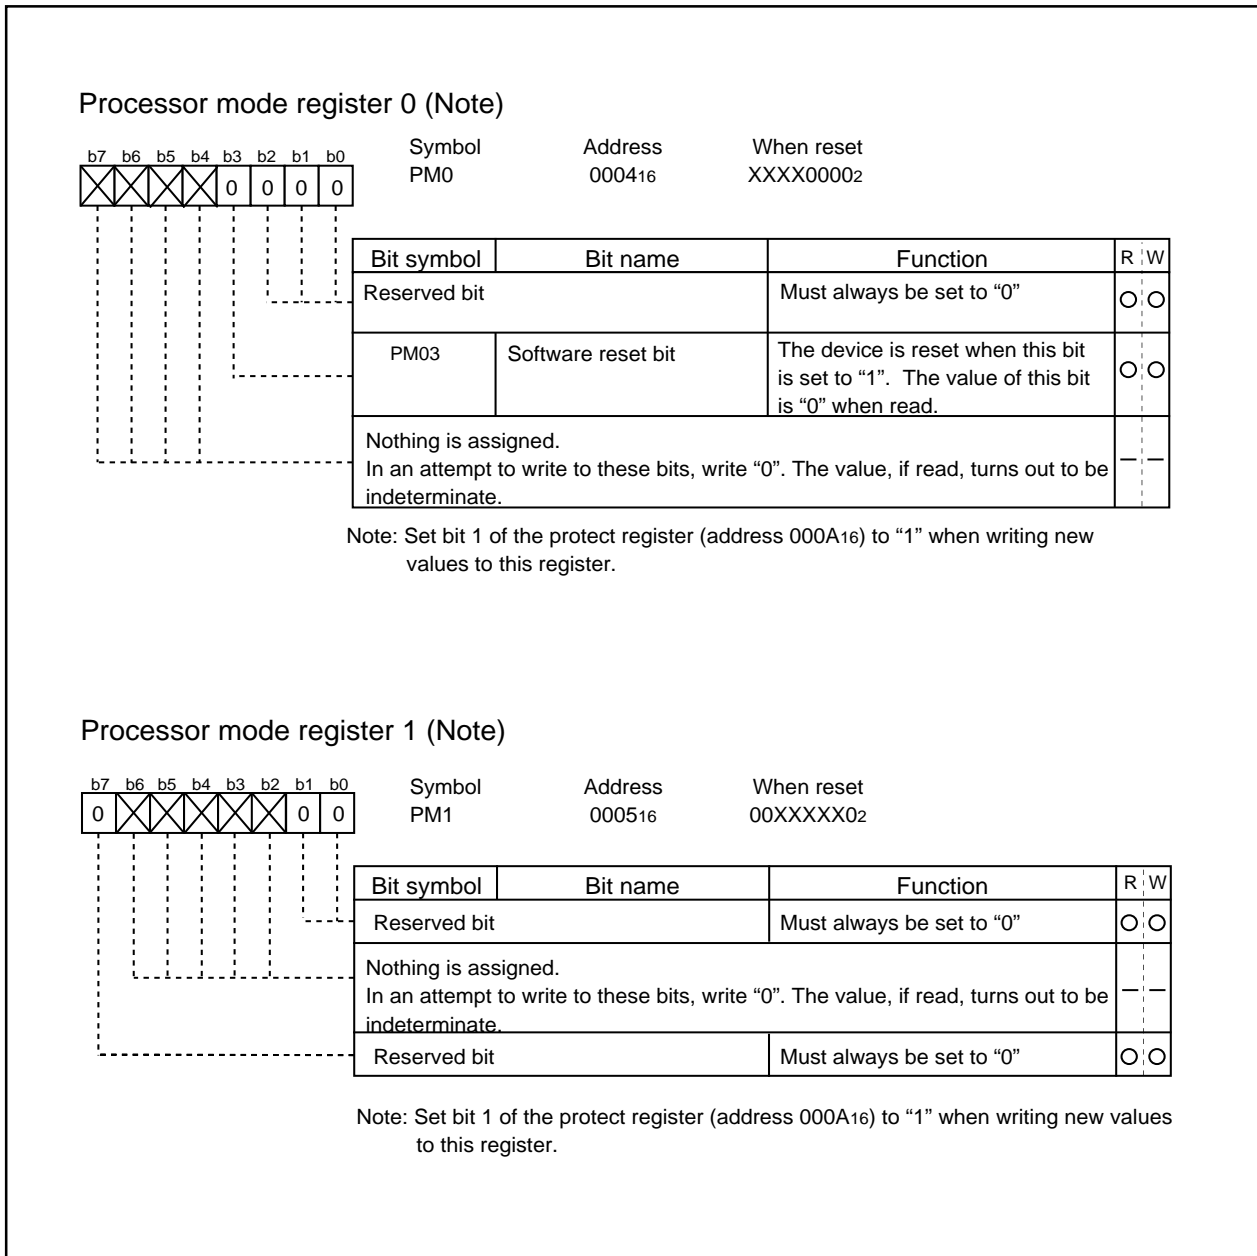 Processor mode register 0 (Note)
Symbol Address When reset
b7 b6 b5 b4 b3 b2 b1 b0
PM0 000416 XXXX00002
0 0 0 0
Bit symbol Bit name Function R W
Reserved bit Must always be set to “0”
PM03 Software reset bit The device is reset when this bit
is set to “1”. The value of this bit
is “0” when read.
Nothing is assigned.
In an attempt to write to these bits, write “0”. The value, if read, turns out to be
indeterminate.
Note: Set bit 1 of the protect register (address 000A16) to “1” when writing new
values to this register.
Processor mode register 1 (Note)
Symbol Address When reset
b7 b6 b5 b4 b3 b2 b1 b0
PM1 000516 00XXXXX02
0 0 0
Bit symbol Bit name Function R W
Reserved bit Must always be set to “0”
Nothing is assigned.
In an attempt to write to these bits, write “0”. The value, if read, turns out to be
indeterminate.
Reserved bit Must always be set to “0”
Note: Set bit 1 of the protect register (address 000A16) to “1” when writing new values
to this register.